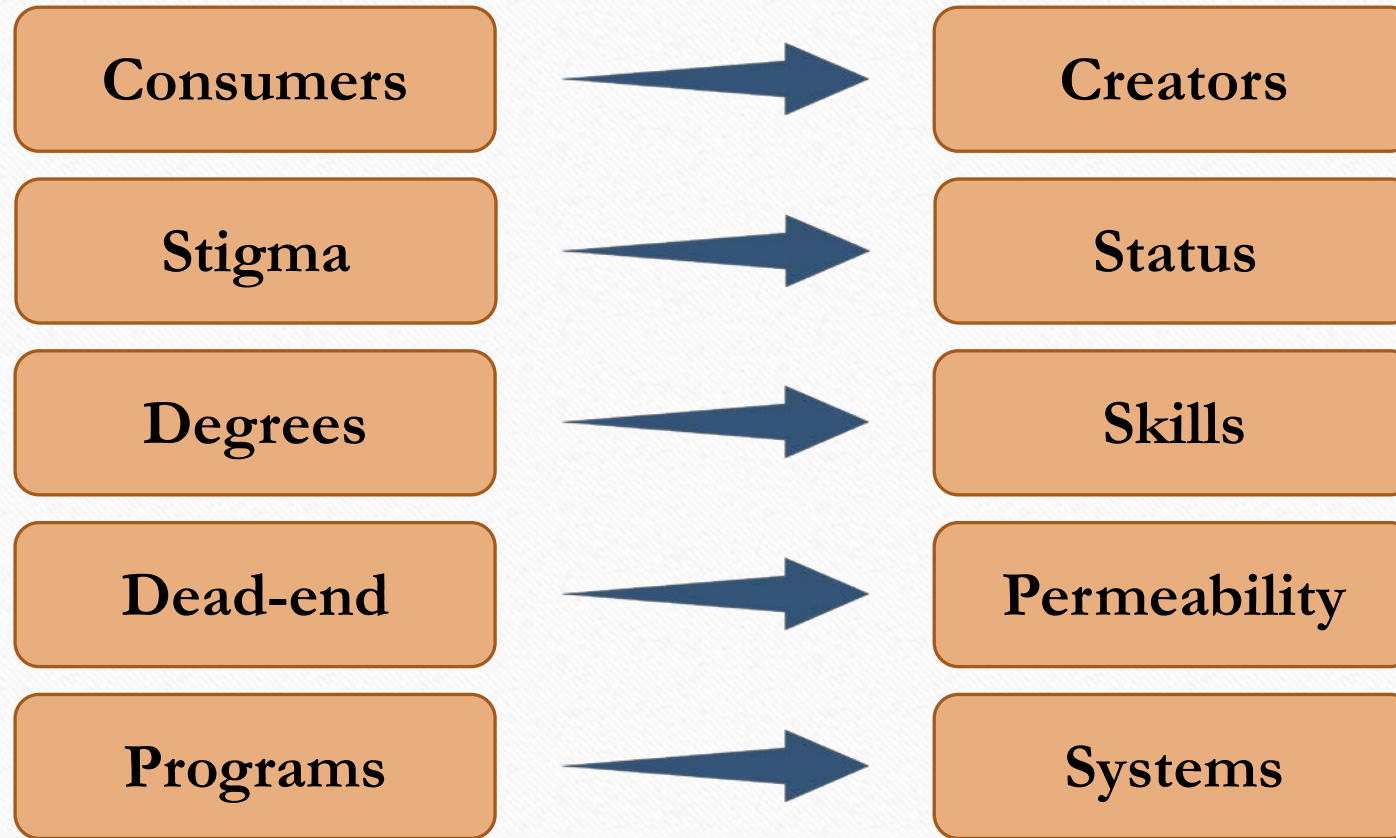 Consumers
Creators
Stigma
Status
Degrees
Skills
Dead-end
Permeability
Programs
Systems